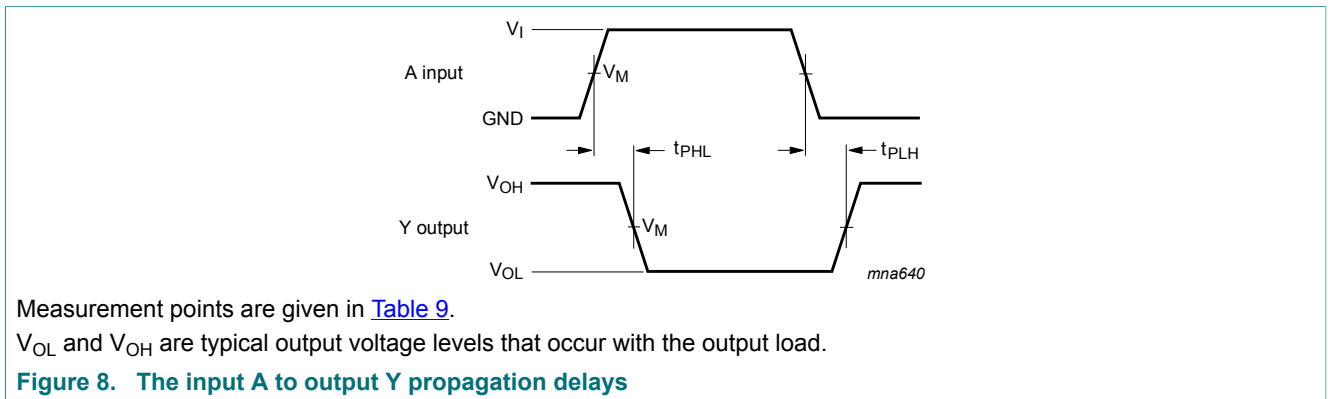 VI
A input
VM
GND
tPHL
tPLH
VOH
Y output
VM
VOL
mna640
Measurement points are given in Table 9.
VOL and VOH are typical output voltage levels that occur with the output load.
Figure 8. The input A to output Y propagation delays